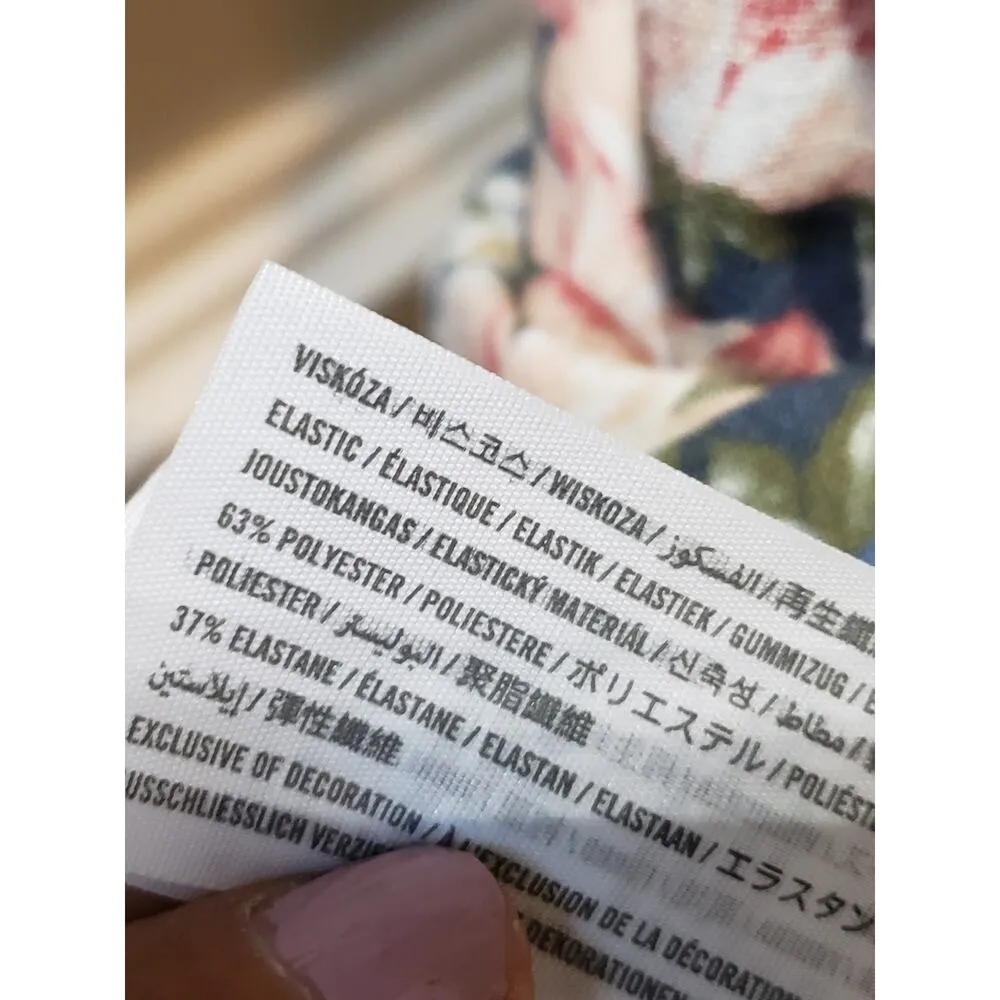 VISKÓZA / 비스코스 / WISKOZA / الفسكوز / 再生纖
ELASTIC / ÉLASTIQUE / ELASTIK / ELASTIEK / GUMMIZUG /
JOUSTOKANGAS / ELASTICKÝ MATERIÁL / 신축성 / مطاط /
63% POLYESTER / POLIESTERE / ポリエステル /
POLIESTER / البوليستر / 聚脂纖維
37% ELASTANE / ÉLASTANE / ELASTAN / ELASTAAN / エラスタン
إيلاستين / 彈性纖維
EXCLUSIVE OF DECORATION / À L'EXCLUSION DE LA DÉCORATION
USSCHLIESSLICH DEKORATIONEN